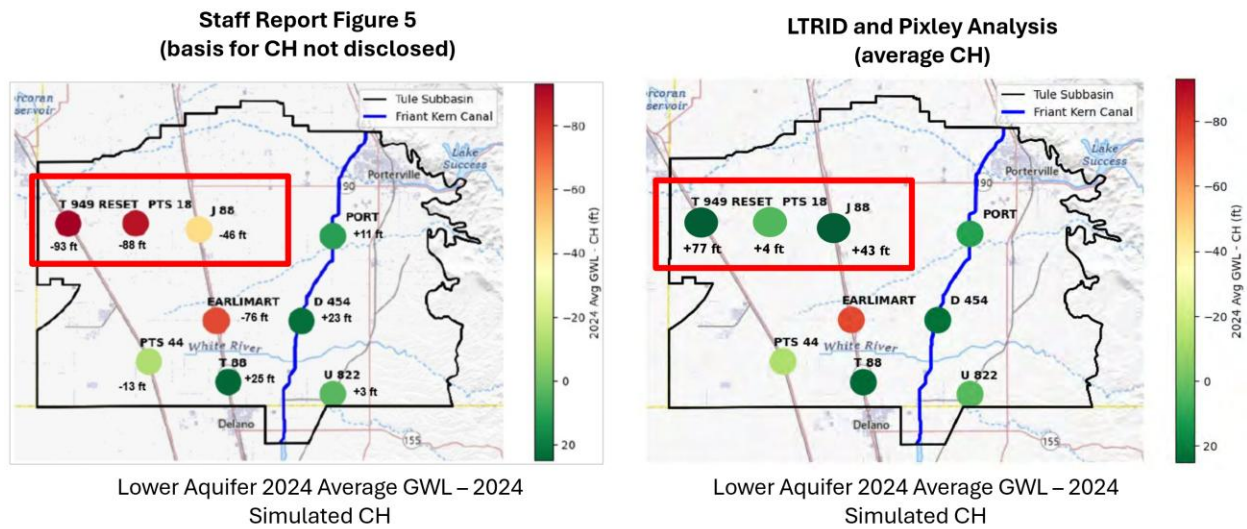 Staff Report Figure 5
(basis for CH not disclosed)
orcoran
servoir
Tule Subbasin
Friant Kern Canal
Lake
Success
Porterville
190
T 949 RESET
PTS 18
J 88
-93 ft
-88 ft
-46 ft
PORT
+11 ft
EARLIMART
-76 ft
D 454
+23 ft
White River
PTS 44
-13 ft
T 88
+25 ft
U 822
+3 ft
Delano
155
−80
−60
−40
−20
0
20
2024 Avg GWL - CH (ft)
Lower Aquifer 2024 Average GWL – 2024
Simulated CH
LTRID and Pixley Analysis
(average CH)
orcoran
servoir
Tule Subbasin
Friant Kern Canal
Lake
Success
Porterville
190
T 949 RESET
PTS 18
J 88
+77 ft
+4 ft
+43 ft
PORT
EARLIMART
D 454
White River
PTS 44
T 88
U 822
Delano
155
−80
−60
−40
−20
0
20
2024 Avg GWL - CH (ft)
Lower Aquifer 2024 Average GWL – 2024
Simulated CH